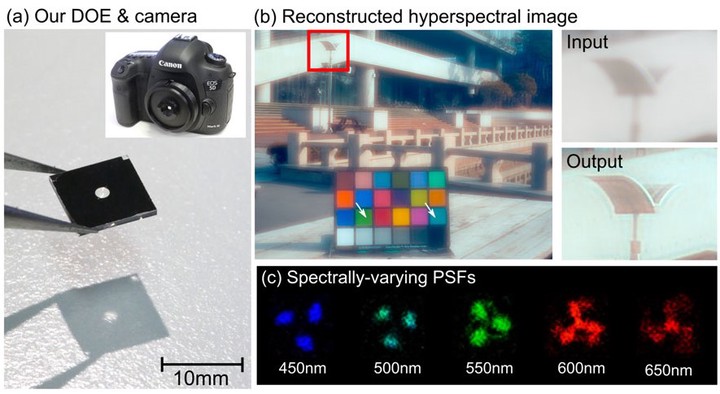 (a) Our DOE & camera
Canon
EOS
5D
10mm
(b) Reconstructed hyperspectral image
Input
Output
(c) Spectrally-varying PSFs
450nm
500nm
550nm
600nm
650nm